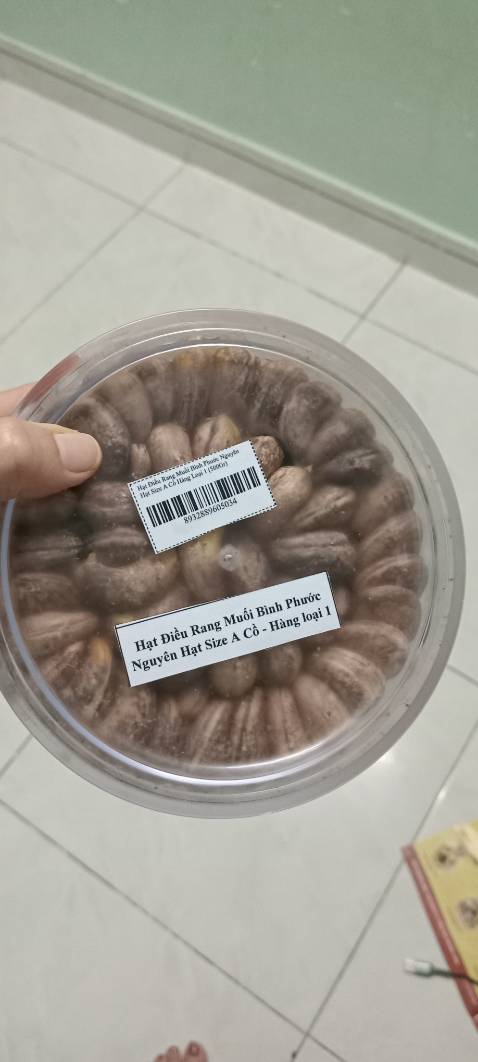 Hạt Điều Rang Muối Bình Phước Nguyên
Hạt Size A Cồ Hàng Loại 1 (500Gr)
8932889605034
Hạt Điều Rang Muối Bình Phước
Nguyên Hạt Size A Cồ - Hàng loại 1